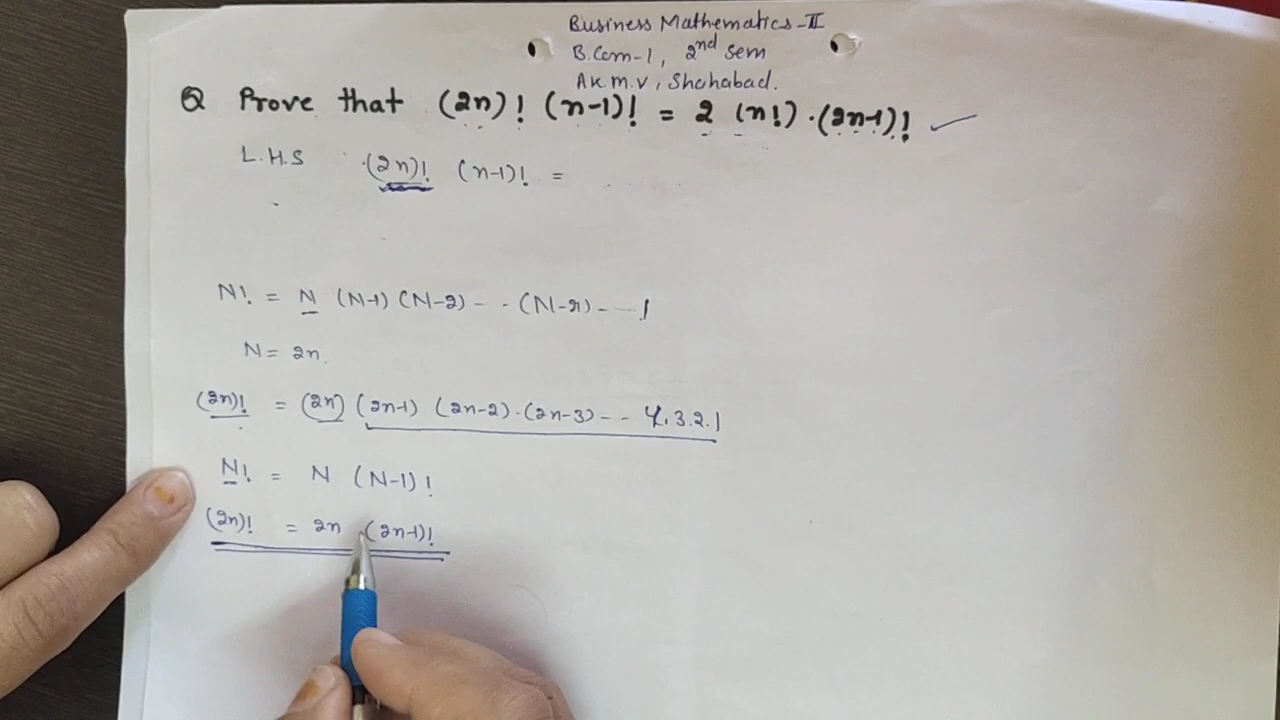 Business Mathematics-II
B.Com-1, 2nd sem
A.K.M.V, Shahabad.
Q Prove that (2n)! (n-1)! = 2 (n!) · (2n-1)!
L.H.S (2n)! (n-1)! =
N! = N (N-1) (N-2) - - (N-r) - - 1
N = 2n.
(2n)! = (2n) (2n-1) (2n-2)·(2n-3) - - 4.3.2.1
N! = N (N-1)!
(2n)! = 2n (2n-1)!